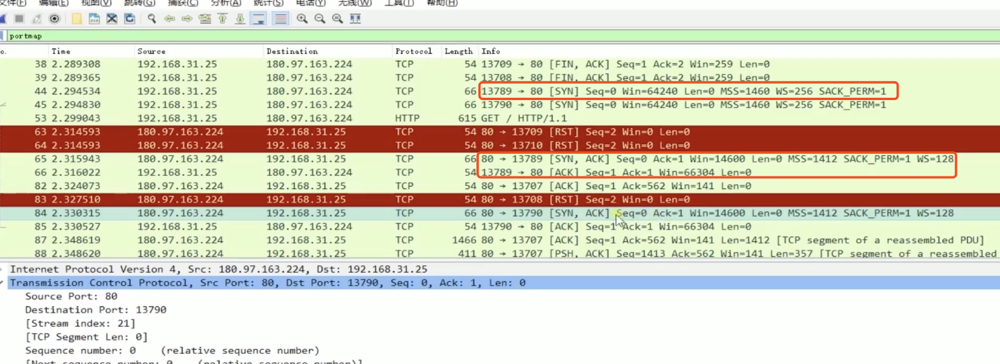 文件(F) 编辑(E) 视图(V) 跳转(G) 捕获(C) 分析(A) 统计(S) 电话(Y) 无线(W) 工具(T) 帮助(H)
portmap
o. Time Source Destination Protocol Length Info
38 2.289308 192.168.31.25 180.97.163.224 TCP 54 13709 → 80 [FIN, ACK] Seq=1 Ack=2 Win=259 Len=0
39 2.289365 192.168.31.25 180.97.163.224 TCP 54 13708 → 80 [FIN, ACK] Seq=1 Ack=2 Win=259 Len=0
44 2.294534 192.168.31.25 180.97.163.224 TCP 66 13789 → 80 [SYN] Seq=0 Win=64240 Len=0 MSS=1460 WS=256 SACK_PERM=1
45 2.294830 192.168.31.25 180.97.163.224 TCP 66 13790 → 80 [SYN] Seq=0 Win=64240 Len=0 MSS=1460 WS=256 SACK_PERM=1
53 2.299043 192.168.31.25 180.97.163.224 HTTP 615 GET / HTTP/1.1
63 2.314593 180.97.163.224 192.168.31.25 TCP 54 80 → 13709 [RST] Seq=2 Win=0 Len=0
64 2.314593 180.97.163.224 192.168.31.25 TCP 54 80 → 13710 [RST] Seq=2 Win=0 Len=0
65 2.315943 180.97.163.224 192.168.31.25 TCP 66 80 → 13789 [SYN, ACK] Seq=0 Ack=1 Win=14600 Len=0 MSS=1412 SACK_PERM=1 WS=128
66 2.316022 192.168.31.25 180.97.163.224 TCP 54 13789 → 80 [ACK] Seq=1 Ack=1 Win=66304 Len=0
82 2.324073 180.97.163.224 192.168.31.25 TCP 54 80 → 13707 [ACK] Seq=1 Ack=562 Win=141 Len=0
83 2.327510 180.97.163.224 192.168.31.25 TCP 54 80 → 13708 [RST] Seq=2 Win=0 Len=0
84 2.330315 180.97.163.224 192.168.31.25 TCP 66 80 → 13790 [SYN, ACK] Seq=0 Ack=1 Win=14600 Len=0 MSS=1412 SACK_PERM=1 WS=128
85 2.330527 192.168.31.25 180.97.163.224 TCP 54 13790 → 80 [ACK] Seq=1 Ack=1 Win=66304 Len=0
87 2.348619 180.97.163.224 192.168.31.25 TCP 1466 80 → 13707 [ACK] Seq=1 Ack=562 Win=141 Len=1412 [TCP segment of a reassembled PDU]
88 2.348620 180.97.163.224 192.168.31.25 TCP 411 80 → 13707 [PSH, ACK] Seq=1413 Ack=562 Win=141 Len=357 [TCP segment of a reassembled
Internet Protocol Version 4, Src: 180.97.163.224, Dst: 192.168.31.25
Transmission Control Protocol, Src Port: 80, Dst Port: 13790, Seq: 0, Ack: 1, Len: 0
Source Port: 80
Destination Port: 13790
[Stream index: 21]
[TCP Segment Len: 0]
Sequence number: 0 (relative sequence number)
[Next sequence number: 0 (relative sequence number)]